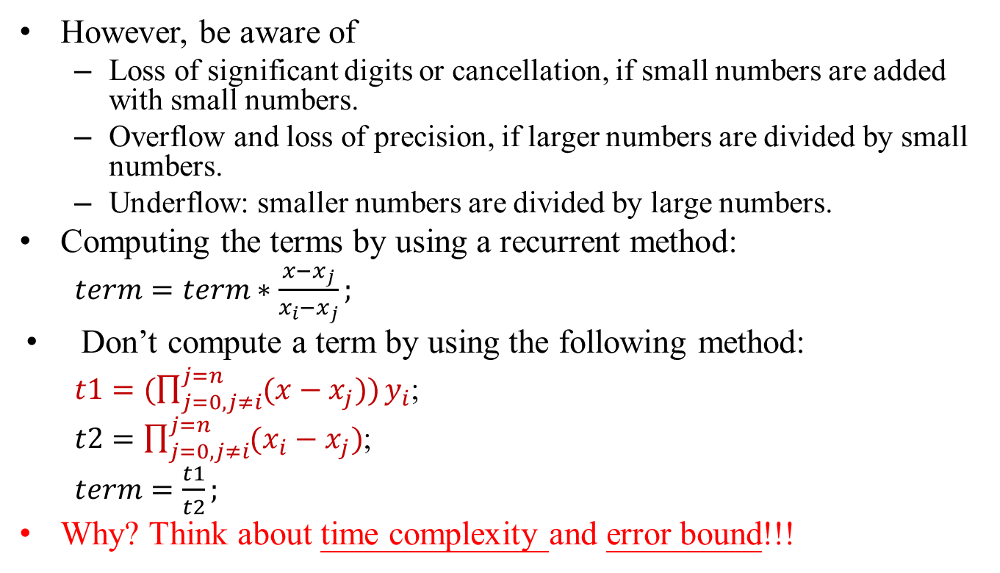 • However, be aware of
– Loss of significant digits or cancellation, if small numbers are added
with small numbers.
– Overflow and loss of precision, if larger numbers are divided by small
numbers.
– Underflow: smaller numbers are divided by large numbers.
• Computing the terms by using a recurrent method:
$term = term * \frac{x-x_j}{x_i-x_j}$;
• Don’t compute a term by using the following method:
$t1 = (\prod_{j=0,j\neq i}^{j=n}(x - x_j))\, y_i$;
$t2 = \prod_{j=0,j\neq i}^{j=n}(x_i - x_j)$;
$term = \frac{t1}{t2}$;
• Why? Think about time complexity and error bound!!!